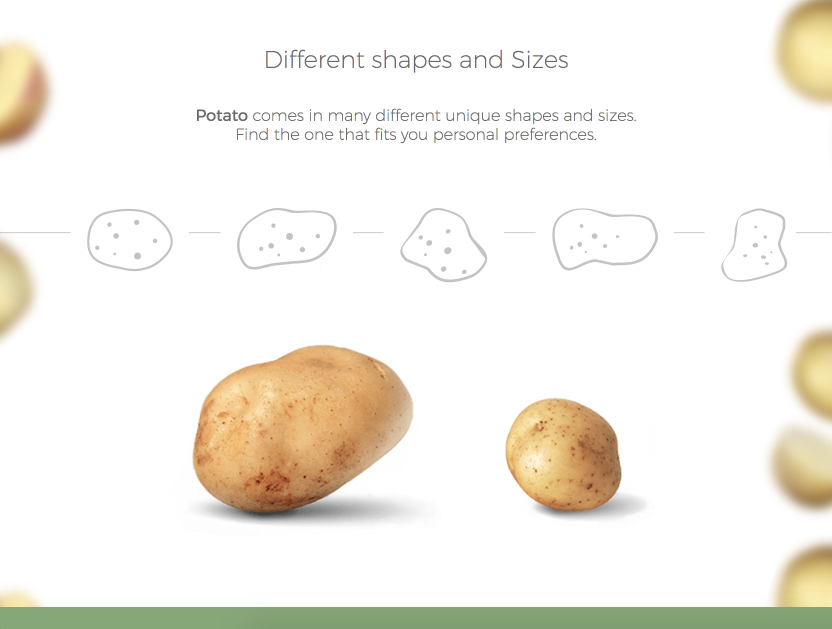 Different shapes and Sizes
Potato comes in many different unique shapes and sizes.
Find the one that fits you personal preferences.